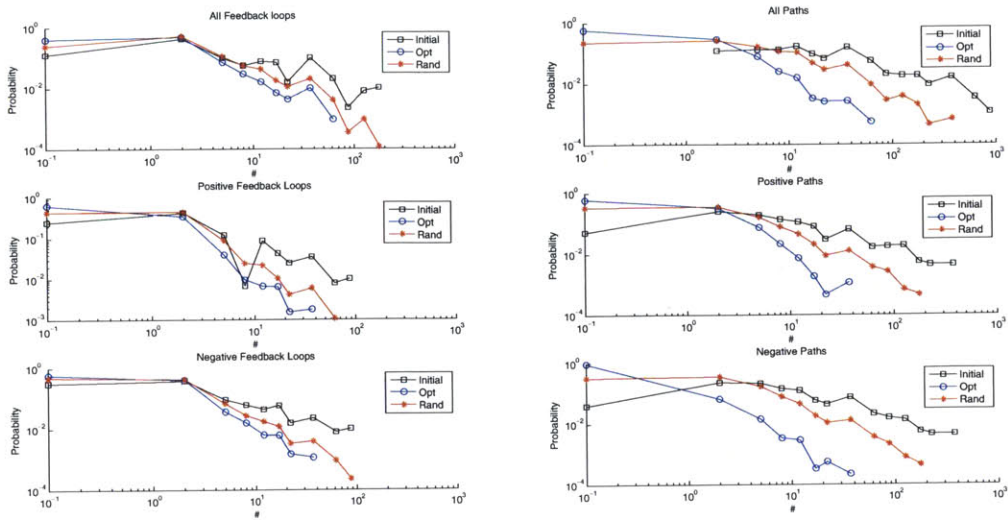 All Feedback loops
10^0
10^-2
10^-4
Probability
10^-1
10^0
10^1
10^2
10^3
#
Initial
Opt
Rand
All Paths
10^0
10^-2
10^-4
Probability
10^-1
10^0
10^1
10^2
10^3
#
Initial
Opt
Rand
Positive Feedback Loops
10^0
10^-1
10^-2
10^-3
Probability
10^-1
10^0
10^1
10^2
10^3
#
Initial
Opt
Rand
Positive Paths
10^0
10^-2
10^-4
Probability
10^-1
10^0
10^1
10^2
10^3
#
Initial
Opt
Rand
Negative Feedback Loops
10^0
10^-2
10^-4
Probability
10^-1
10^0
10^1
10^2
10^3
#
Initial
Opt
Rand
Negative Paths
10^0
10^-2
10^-4
Probability
10^-1
10^0
10^1
10^2
10^3
#
Initial
Opt
Rand